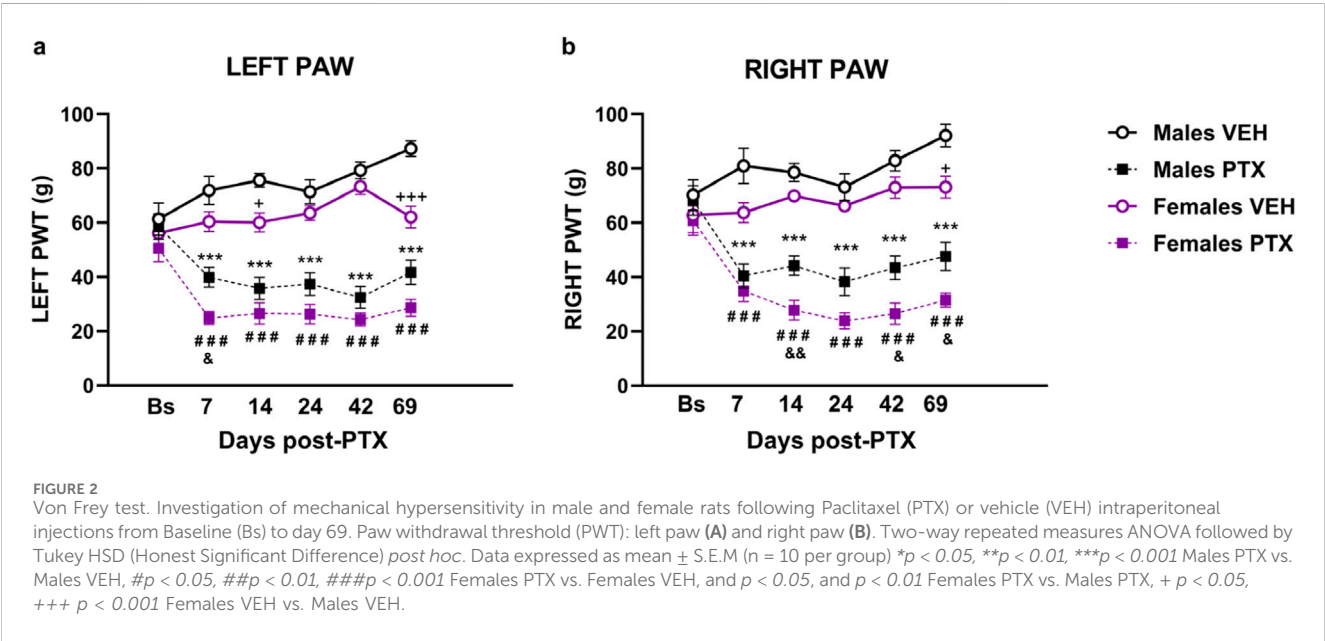 a
LEFT PAW
LEFT PWT (g)
100
80
60
40
20
0
+
+++
***
***
***
***
***
###
&
###
###
###
###
Bs 7 14 24 42 69
Days post-PTX
b
RIGHT PAW
RIGHT PWT (g)
100
80
60
40
20
0
+
***
***
***
***
***
###
###
&&
###
###
&
###
&
Bs 7 14 24 42 69
Days post-PTX
Males VEH
Males PTX
Females VEH
Females PTX
FIGURE 2
Von Frey test. Investigation of mechanical hypersensitivity in male and female rats following Paclitaxel (PTX) or vehicle (VEH) intraperitoneal
injections from Baseline (Bs) to day 69. Paw withdrawal threshold (PWT): left paw (A) and right paw (B). Two-way repeated measures ANOVA followed by
Tukey HSD (Honest Significant Difference) post hoc. Data expressed as mean ± S.E.M (n = 10 per group) *p < 0.05, **p < 0.01, ***p < 0.001 Males PTX vs.
Males VEH, #p < 0.05, ##p < 0.01, ###p < 0.001 Females PTX vs. Females VEH, and p < 0.05, and p < 0.01 Females PTX vs. Males PTX, + p < 0.05,
+++ p < 0.001 Females VEH vs. Males VEH.